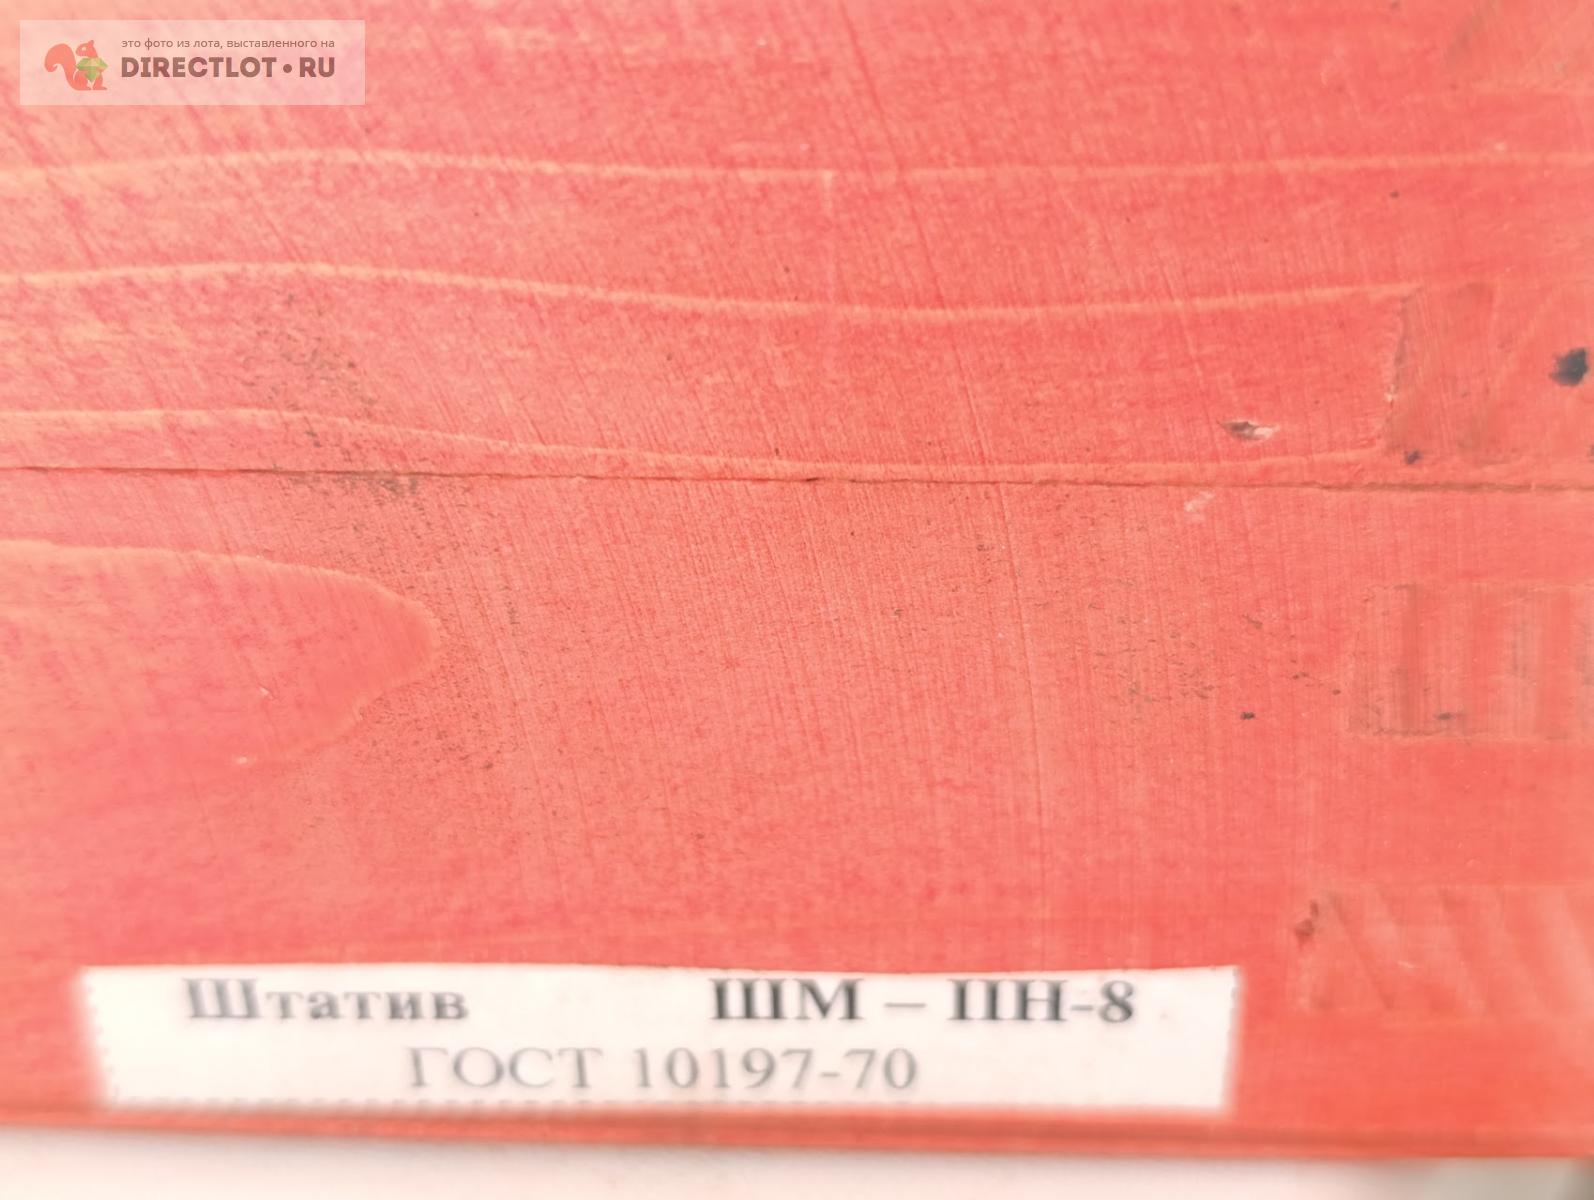 это фото из лота, выставленного на
DIRECTLOT•RU
Штатив ШМ – IIН-8
ГОСТ 10197-70